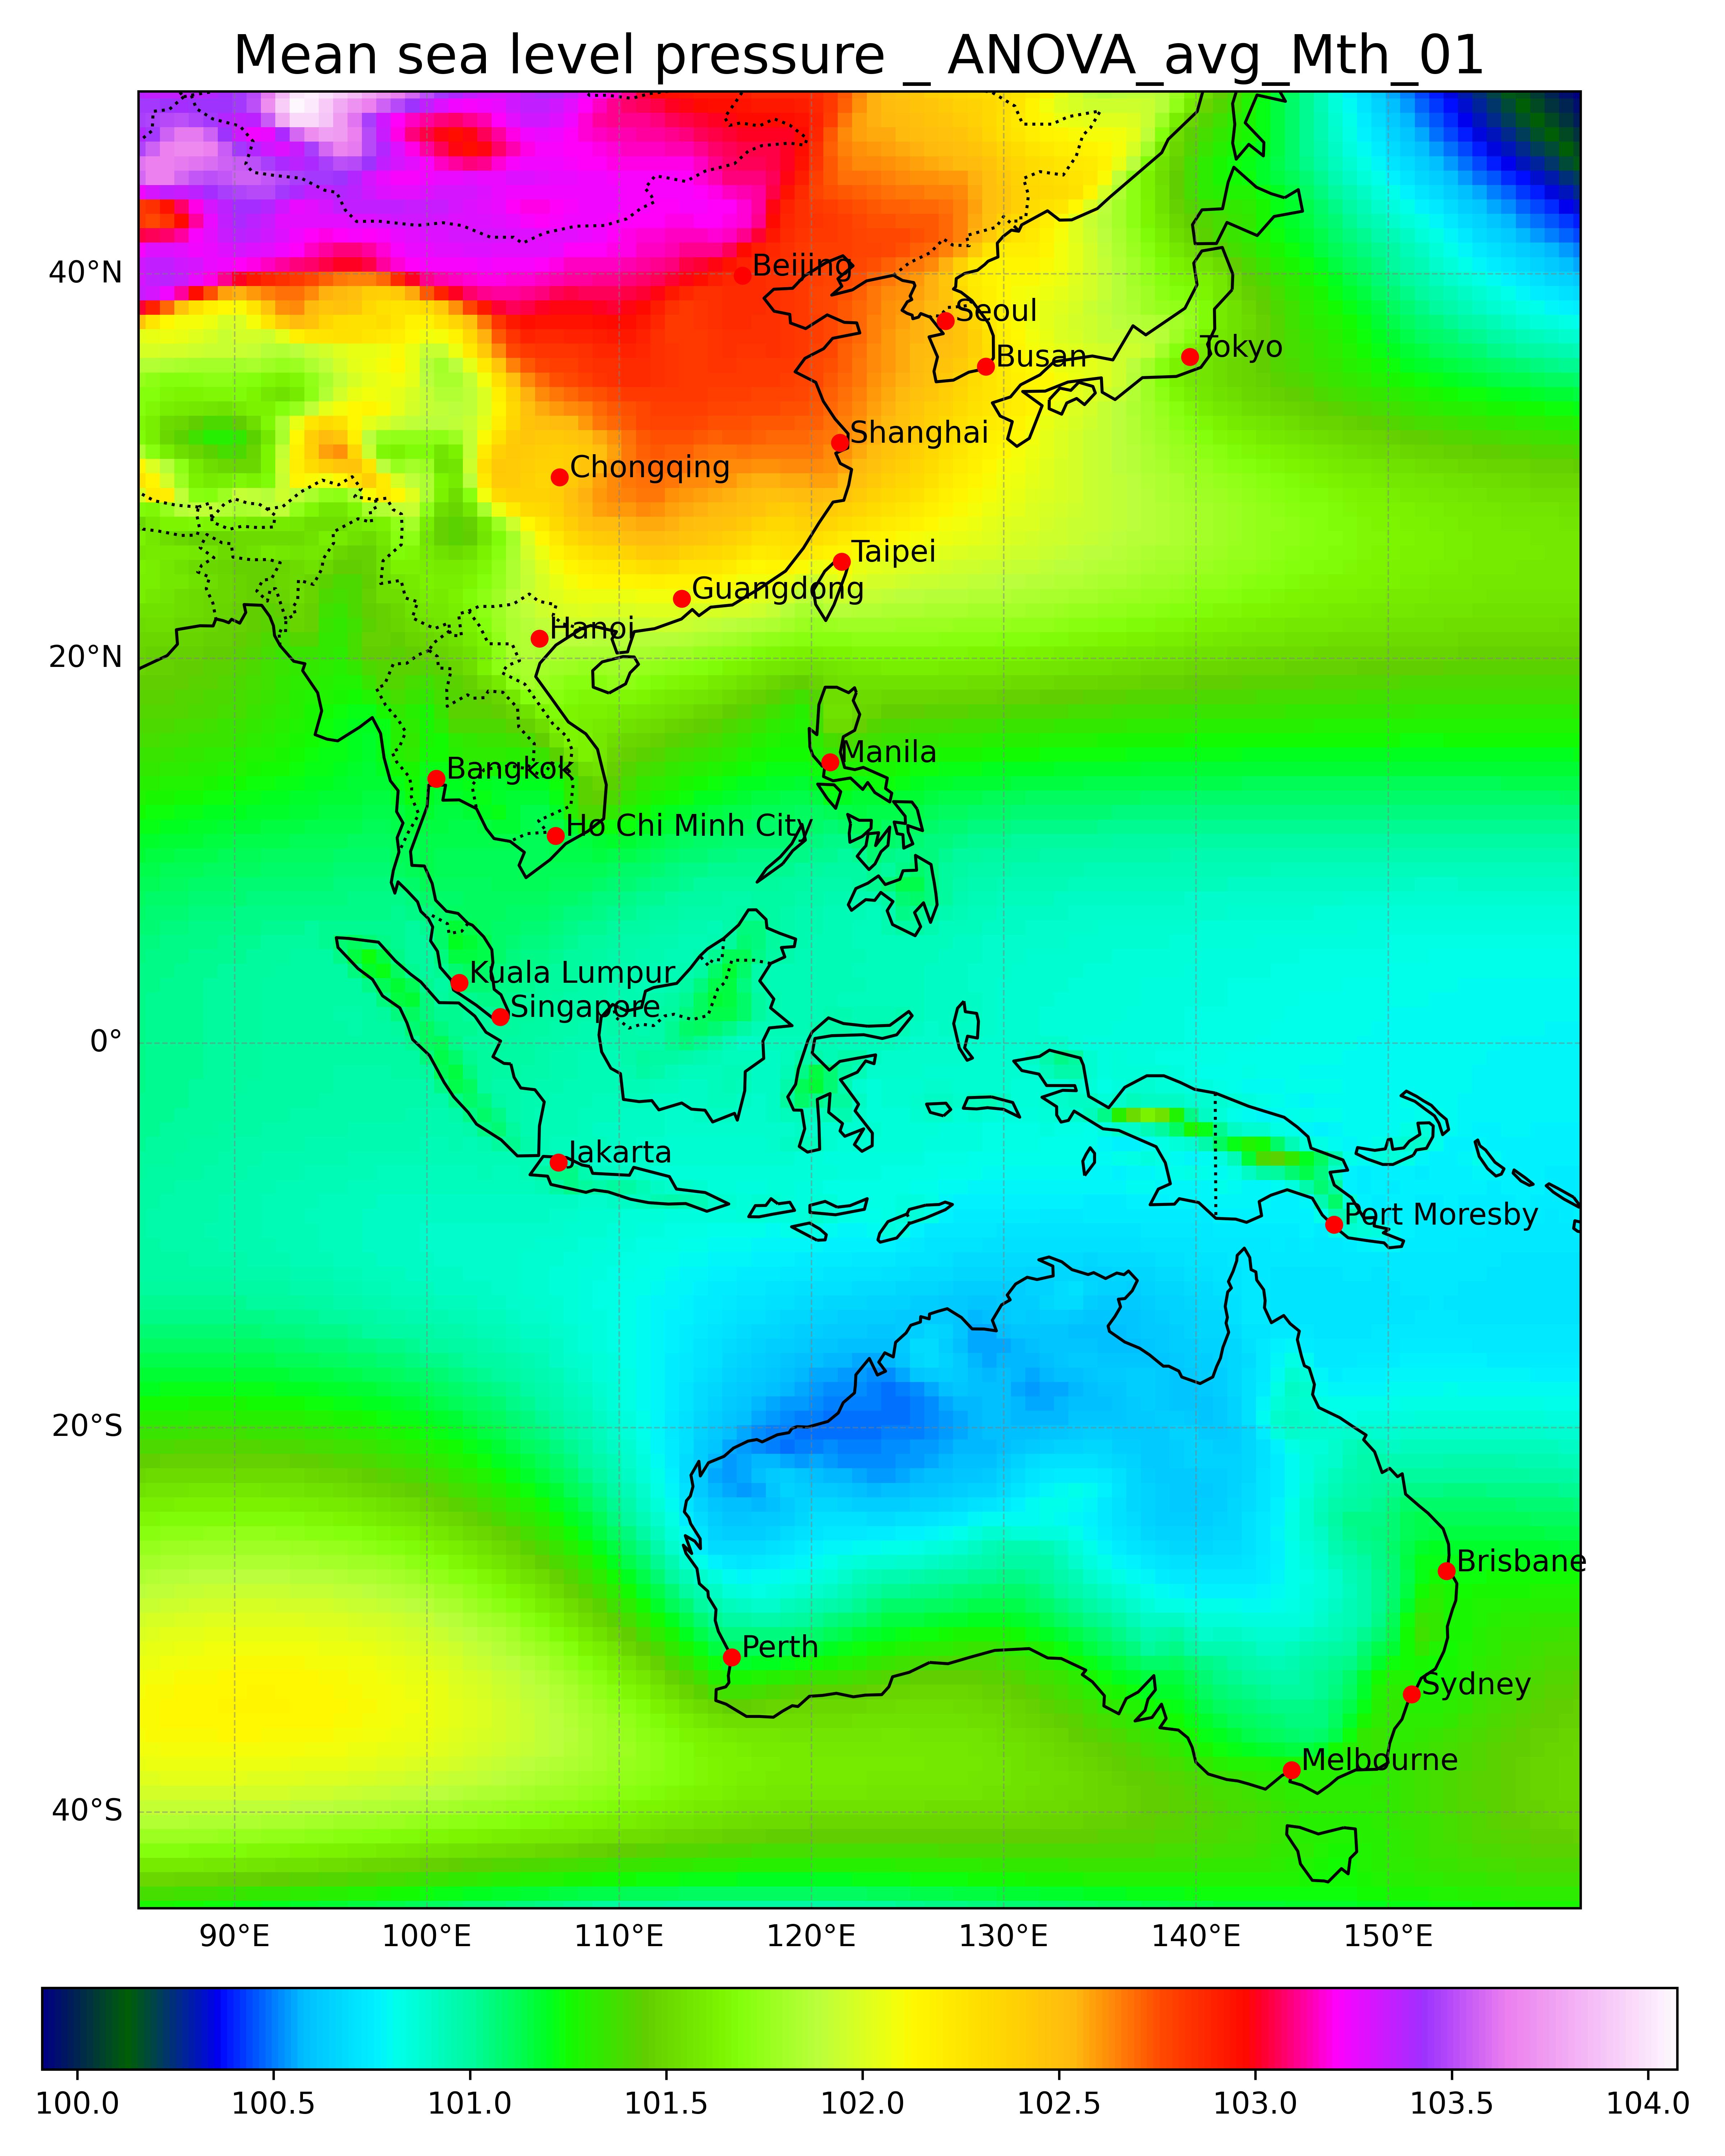 Mean sea level pressure _ ANOVA_avg_Mth_01
Beijing
40°N
Seoul
Tokyo
Busan
Shanghai
Chongqing
Taipei
Guangdong
Hanoi
20°N
Manila
Bangkok
Ho Chi Minh City
Kuala Lumpur
Singapore
0°
Jakarta
Port Moresby
20°S
Brisbane
Perth
Sydney
Melbourne
40°S
90°E 100°E 110°E 120°E 130°E 140°E 150°E
100.0 100.5 101.0 101.5 102.0 102.5 103.0 103.5 104.0